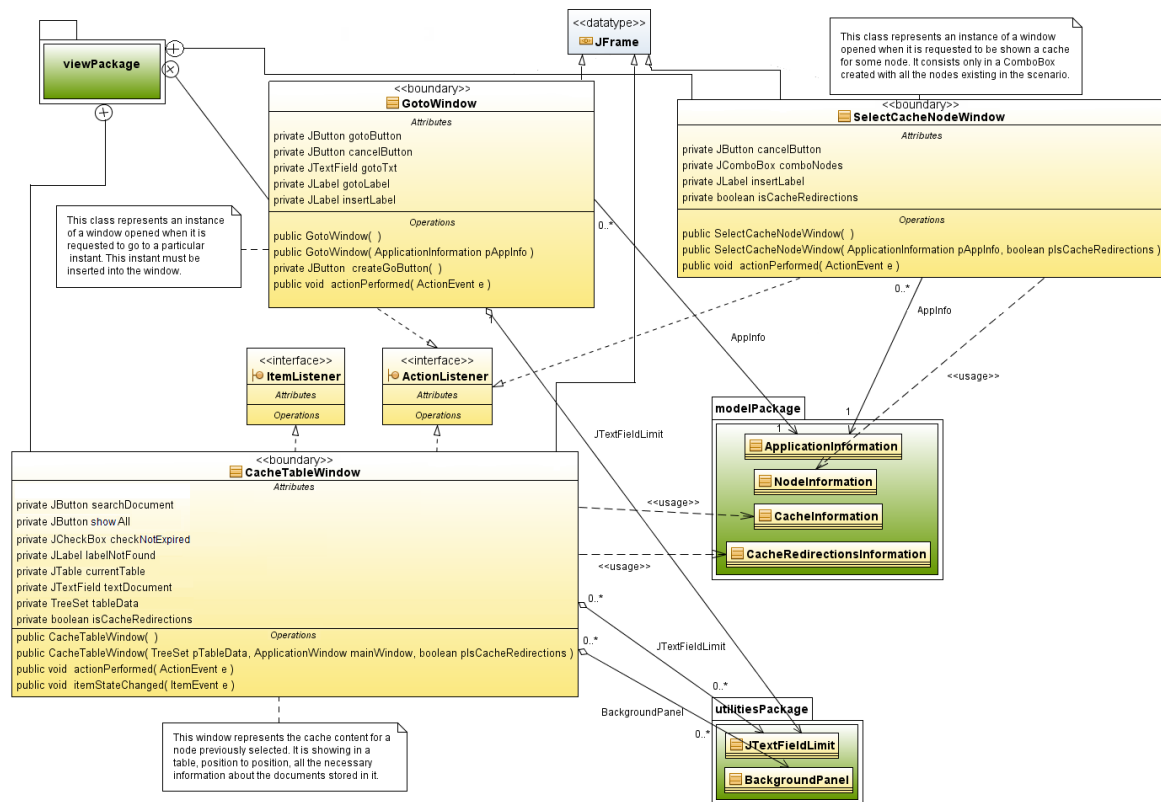 <<datatype>>
JFrame
viewPackage
This class represents an instance of a window
opened when it is requested to be shown a cache
for some node. It consists only in a ComboBox
created with all the nodes existing in the scenario.
<<boundary>>
GotoWindow
Attributes
private JButton gotoButton
private JButton cancelButton
private JTextField gotoTxt
private JLabel gotoLabel
private JLabel insertLabel
Operations
public GotoWindow( )
public GotoWindow( ApplicationInformation pAppInfo )
private JButton createGoButton( )
public void actionPerformed( ActionEvent e )
<<boundary>>
SelectCacheNodeWindow
Attributes
private JButton cancelButton
private JComboBox comboNodes
private JLabel insertLabel
private boolean isCacheRedirections
Operations
public SelectCacheNodeWindow( )
public SelectCacheNodeWindow( ApplicationInformation pAppInfo, boolean pIsCacheRedirections )
public void actionPerformed( ActionEvent e )
This class represents an instance
of a window opened when it is
requested to go to a particular
instant. This instant must be
inserted into the window.
0..*
0..*
1
AppInfo
AppInfo
<<interface>>
ItemListener
Attributes
Operations
<<interface>>
ActionListener
Attributes
Operations
<<usage>>
JTextFieldLimit
modelPackage
1
1
ApplicationInformation
NodeInformation
CacheInformation
CacheRedirectionsInformation
<<boundary>>
CacheTableWindow
Attributes
private JButton searchDocument
private JButton showAll
private JCheckBox checkNotExpired
private JLabel labelNotFound
private JTable currentTable
private JTextField textDocument
private TreeSet tableData
private boolean isCacheRedirections
Operations
public CacheTableWindow( )
public CacheTableWindow( TreeSet pTableData, ApplicationWindow mainWindow, boolean pIsCacheRedirections )
public void actionPerformed( ActionEvent e )
public void itemStateChanged( ItemEvent e )
<<usage>>
<<usage>>
0..*
0..*
JTextFieldLimit
0..*
BackgroundPanel
0..*
utilitiesPackage
JTextFieldLimit
BackgroundPanel
This window represents the cache content for a
node previously selected. It is showing in a
table, position to position, all the necessary
information about the documents stored in it.